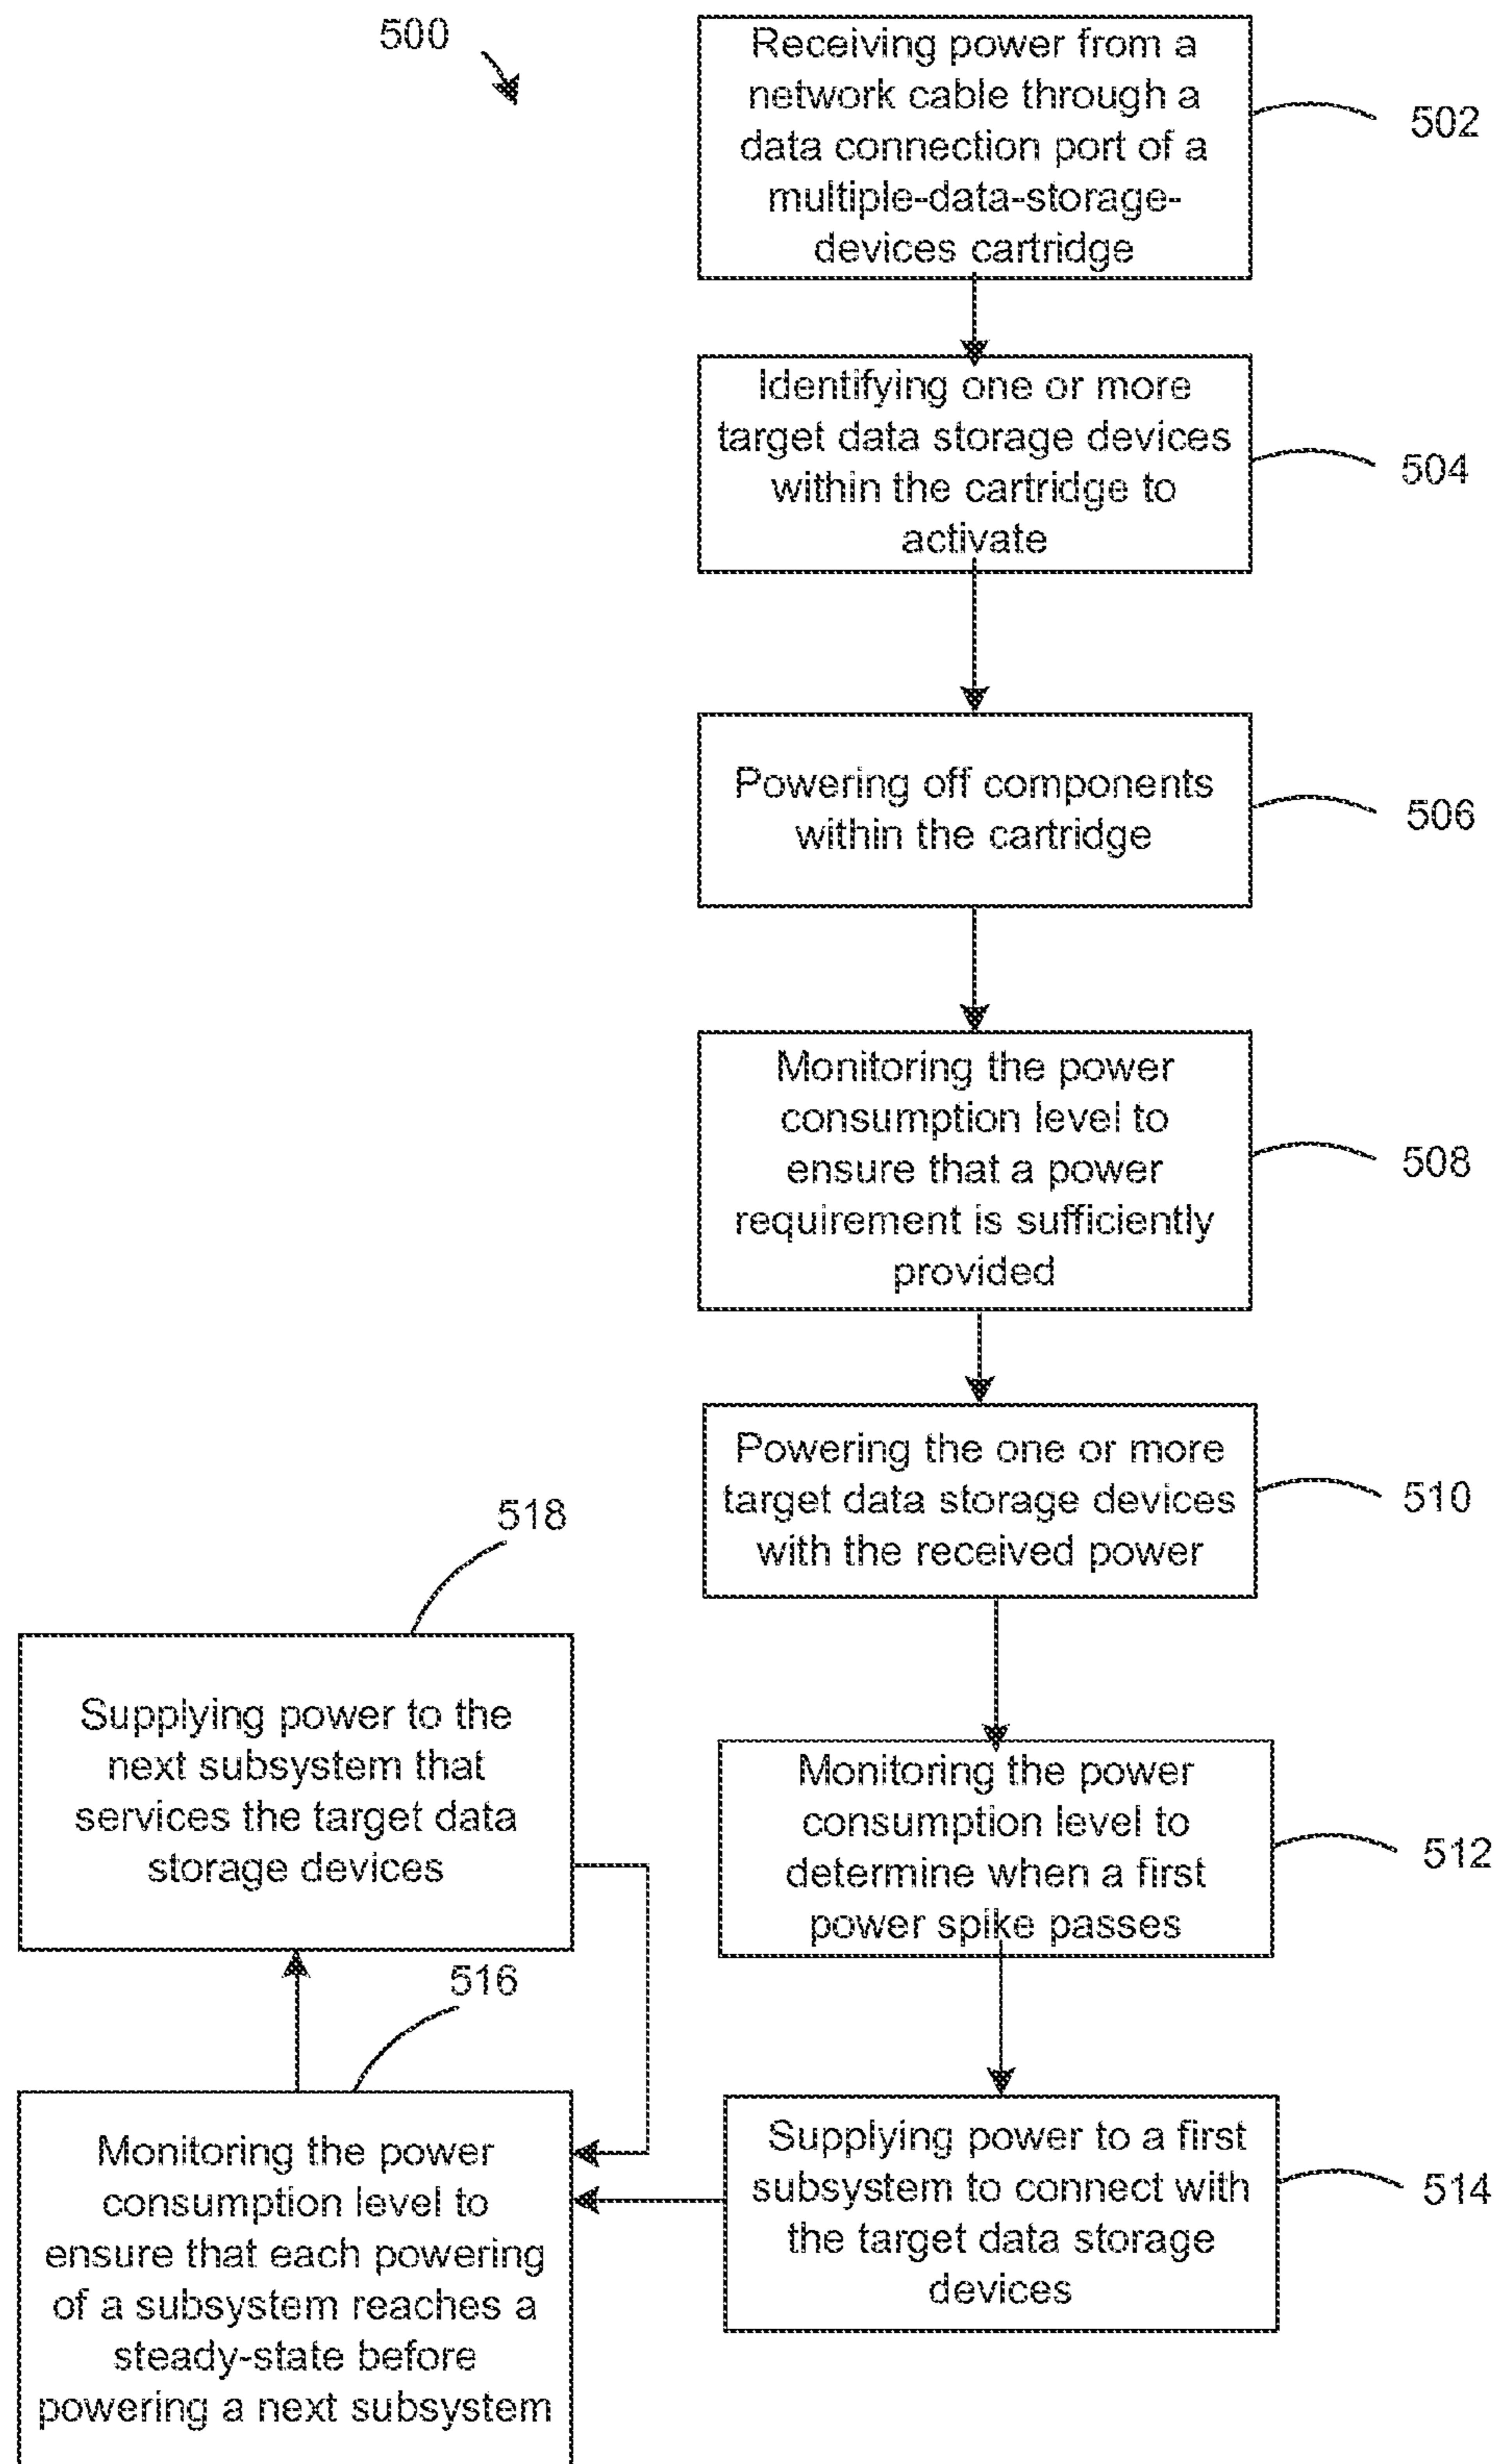 500
Receiving power from a
network cable through a
data connection port of a
multiple-data-storage-
devices cartridge
502
Identifying one or more
target data storage devices
within the cartridge to
activate
504
Powering off components
within the cartridge
506
Monitoring the power
consumption level to
ensure that a power
requirement is sufficiently
provided
508
Powering the one or more
target data storage devices
with the received power
510
Monitoring the power
consumption level to
determine when a first
power spike passes
512
Supplying power to a first
subsystem to connect with
the target data storage
devices
514
516
Monitoring the power
consumption level to
ensure that each powering
of a subsystem reaches a
steady-state before
powering a next subsystem
518
Supplying power to the
next subsystem that
services the target data
storage devices